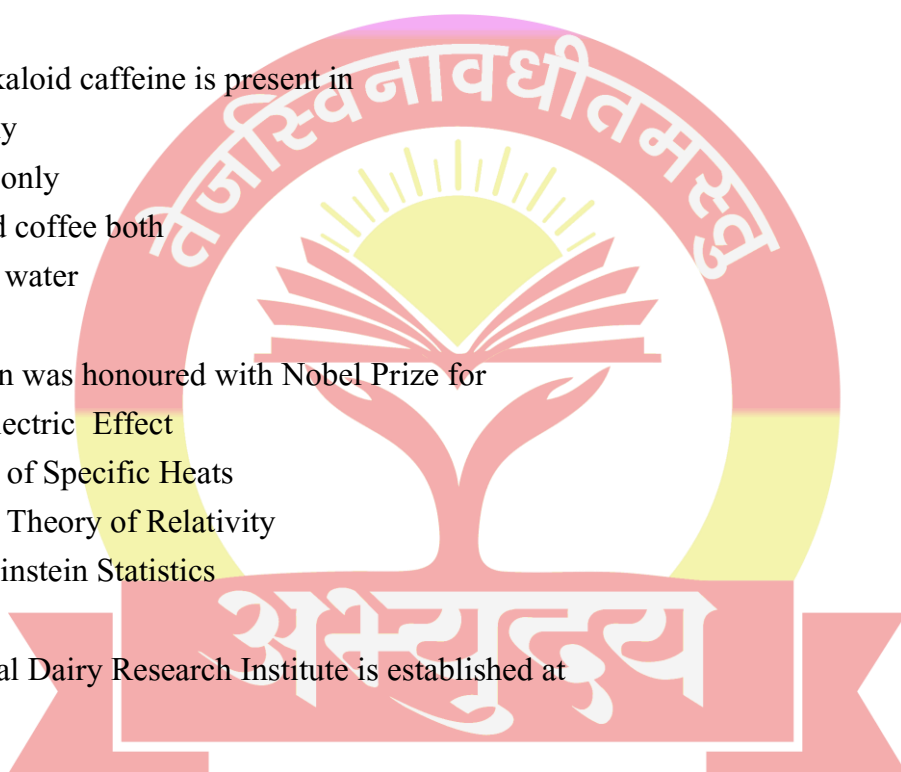 kaloid caffeine is present in
y
only
d coffee both
water
n was honoured with Nobel Prize for
lectric Effect
of Specific Heats
Theory of Relativity
instein Statistics
al Dairy Research Institute is established at
तेजस्विनावधीतमस्तु
अभ्युदय